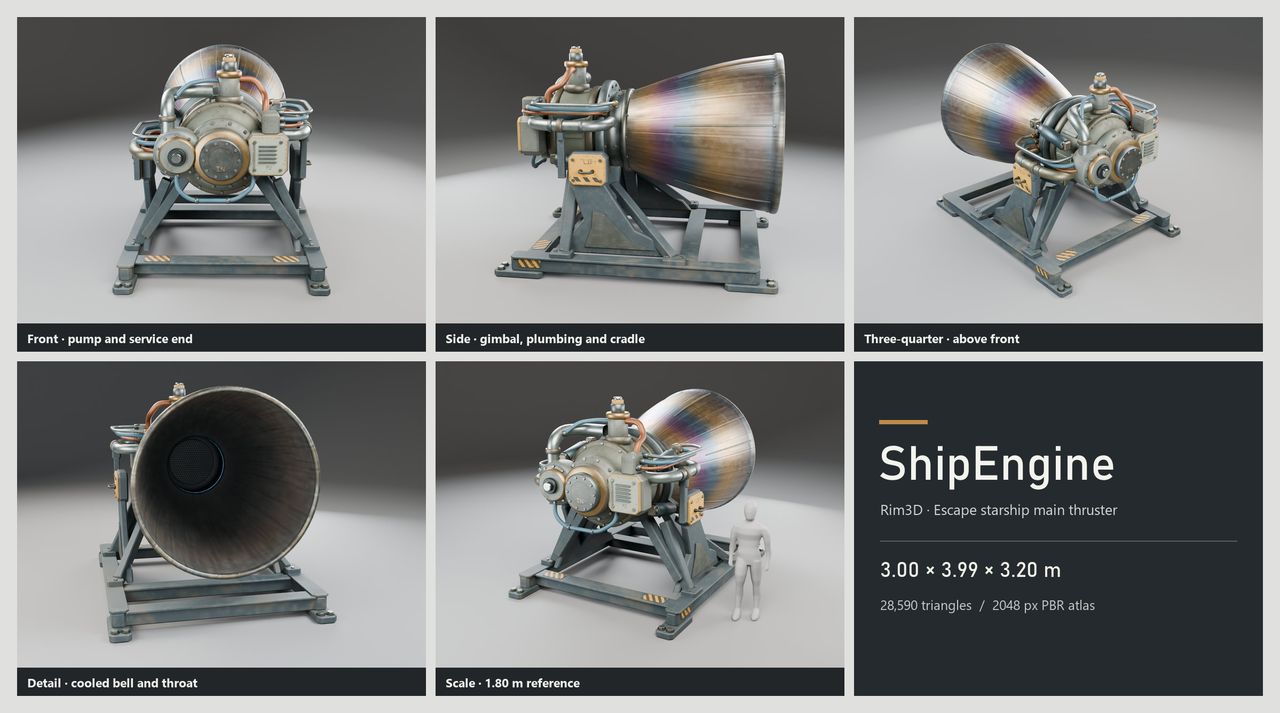 Front · pump and service end
Side · gimbal, plumbing and cradle
Three-quarter · above front
Detail · cooled bell and throat
Scale · 1.80 m reference
ShipEngine
Rim3D · Escape starship main thruster
3.00 × 3.99 × 3.20 m
28,590 triangles / 2048 px PBR atlas